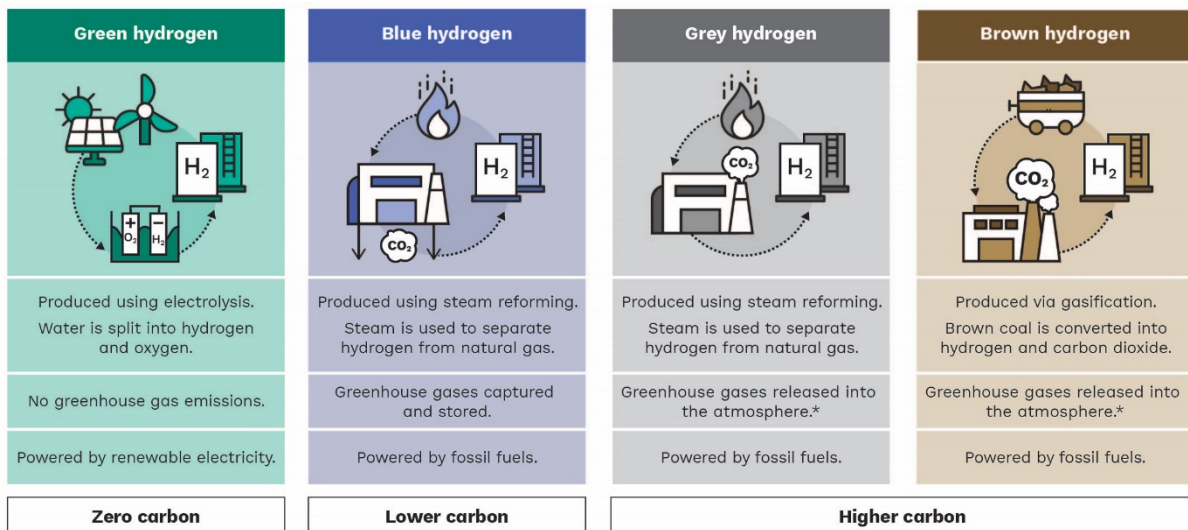 Green hydrogen
H₂
+
O₂
−
H₂
Produced using electrolysis.
Water is split into hydrogen
and oxygen.
No greenhouse gas emissions.
Powered by renewable electricity.
Zero carbon
Blue hydrogen
H₂
CO₂
Produced using steam reforming.
Steam is used to separate
hydrogen from natural gas.
Greenhouse gases captured
and stored.
Powered by fossil fuels.
Lower carbon
Grey hydrogen
CO₂
H₂
Produced using steam reforming.
Steam is used to separate
hydrogen from natural gas.
Greenhouse gases released into
the atmosphere.*
Powered by fossil fuels.
Brown hydrogen
CO₂
H₂
Produced via gasification.
Brown coal is converted into
hydrogen and carbon dioxide.
Greenhouse gases released into
the atmosphere.*
Powered by fossil fuels.
Higher carbon